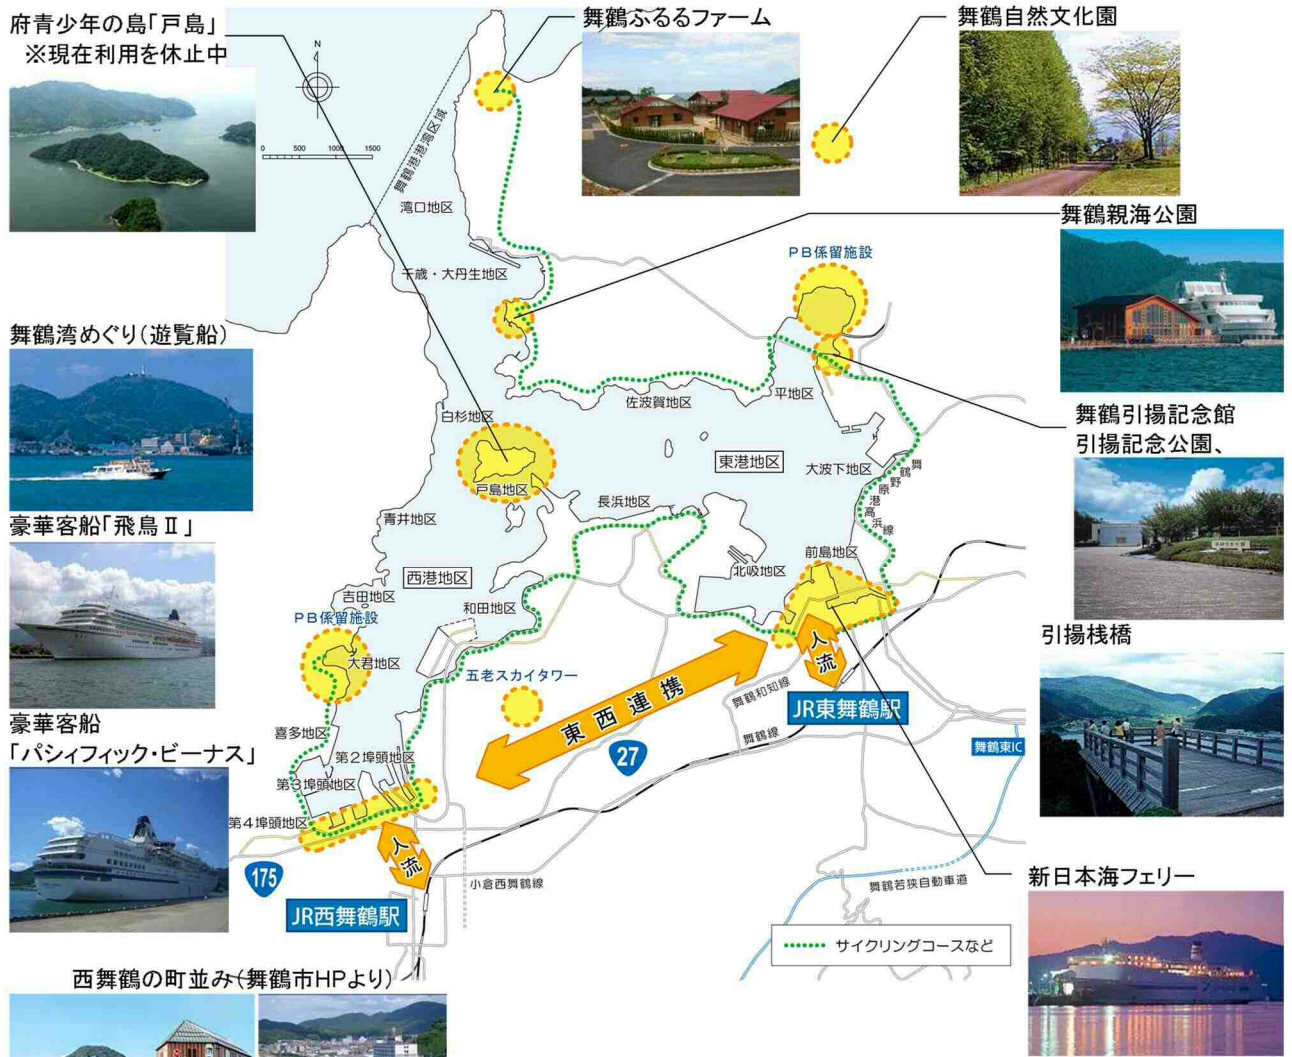 府青少年の島「戸島」
※現在利用を休止中
舞鶴ふるるファーム
舞鶴自然文化園
N
0 500 1000 1500
舞鶴港港湾区域
湾口地区
舞鶴親海公園
PB係留施設
千歳・大丹生地区
舞鶴湾めぐり(遊覧船)
白杉地区
佐波賀地区
平地区
舞鶴引揚記念館
引揚記念公園、
東港地区
大波下地区
舞鶴野原港高浜線
戸島地区
長浜地区
青井地区
豪華客船「飛鳥Ⅱ」
前島地区
北吸地区
西港地区
吉田地区
和田地区
PB係留施設
大君地区
人流
引揚桟橋
五老スカイタワー
東西連携
舞鶴和知線
JR東舞鶴駅
豪華客船
「パシィフィック・ビーナス」
喜多地区
舞鶴線
舞鶴東IC
27
第2埠頭地区
第3埠頭地区
第4埠頭地区
人流
175
小倉西舞鶴線
舞鶴若狭自動車道
新日本海フェリー
JR西舞鶴駅
サイクリングコースなど
西舞鶴の町並み(舞鶴市HPより)